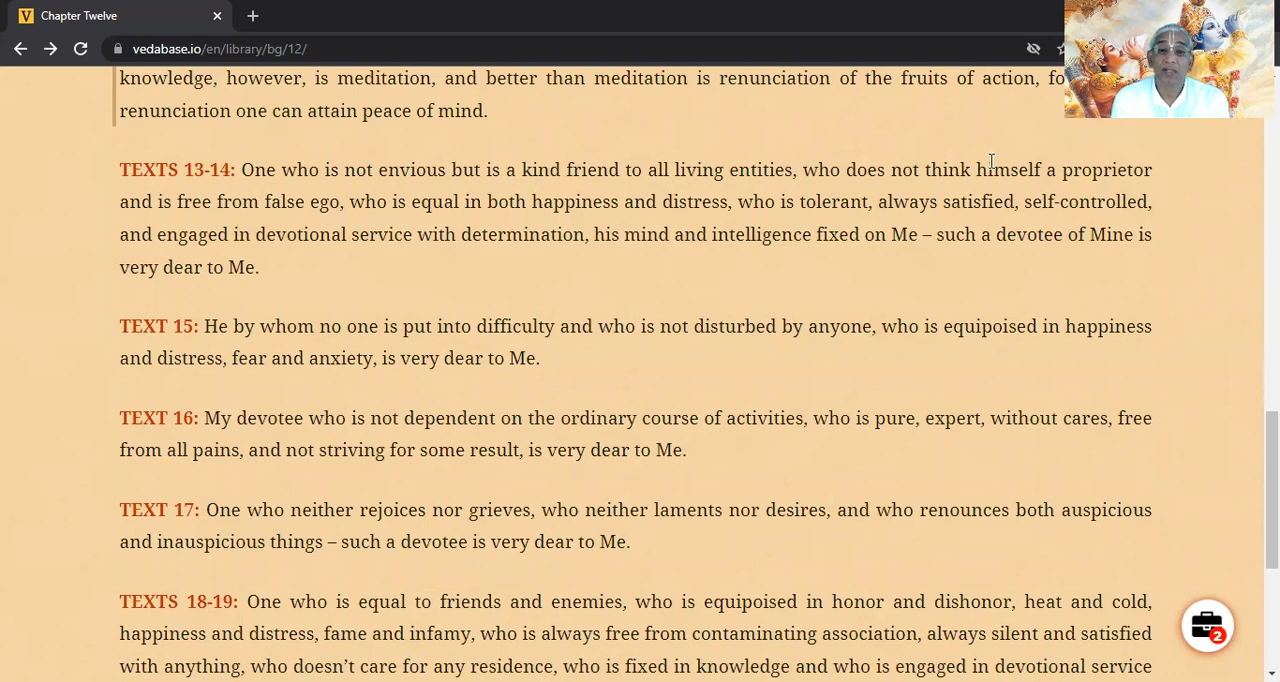 Chapter Twelve
vedabase.io/en/library/bg/12/
knowledge, however, is meditation, and better than meditation is renunciation of the fruits of action,
renunciation one can attain peace of mind.
TEXTS 13-14: One who is not envious but is a kind friend to all living entities, who does not think himself a proprietor
and is free from false ego, who is equal in both happiness and distress, who is tolerant, always satisfied, self-controlled,
and engaged in devotional service with determination, his mind and intelligence fixed on Me – such a devotee of Mine is
very dear to Me.
TEXT 15: He by whom no one is put into difficulty and who is not disturbed by anyone, who is equipoised in happiness
and distress, fear and anxiety, is very dear to Me.
TEXT 16: My devotee who is not dependent on the ordinary course of activities, who is pure, expert, without cares, free
from all pains, and not striving for some result, is very dear to Me.
TEXT 17: One who neither rejoices nor grieves, who neither laments nor desires, and who renounces both auspicious
and inauspicious things – such a devotee is very dear to Me.
TEXTS 18-19: One who is equal to friends and enemies, who is equipoised in honor and dishonor, heat and cold,
happiness and distress, fame and infamy, who is always free from contaminating association, always silent and satisfied
with anything, who doesn’t care for any residence, who is fixed in knowledge and who is engaged in devotional service
2